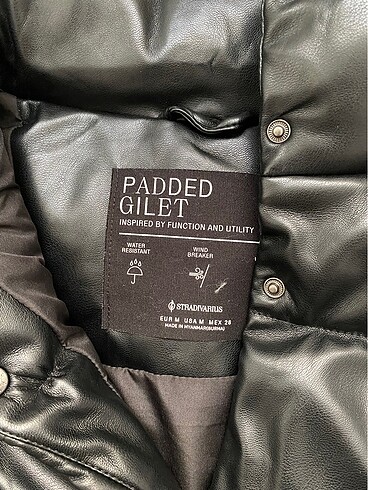 PADDED
GILET
INSPIRED BY FUNCTION AND UTILITY
WATER
RESISTANT
WIND
BREAKER
STRADIVARIUS
EUR M USA M MEX 28
MADE IN MYANMAR(BURMA)